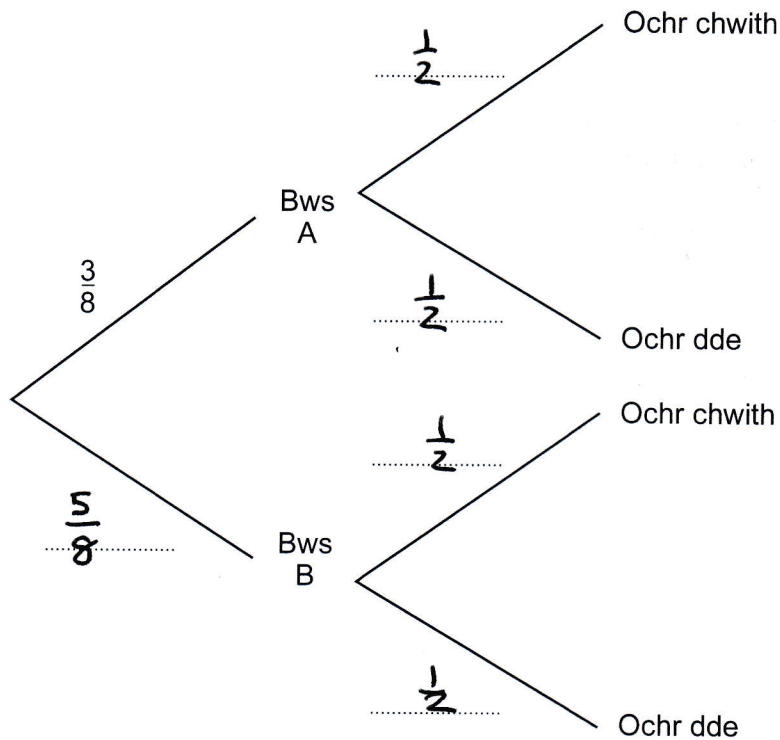 1/2 Ochr chwith
Bws A
3/8
1/2 Ochr dde
1/2 Ochr chwith
5/8
Bws B
1/2 Ochr dde